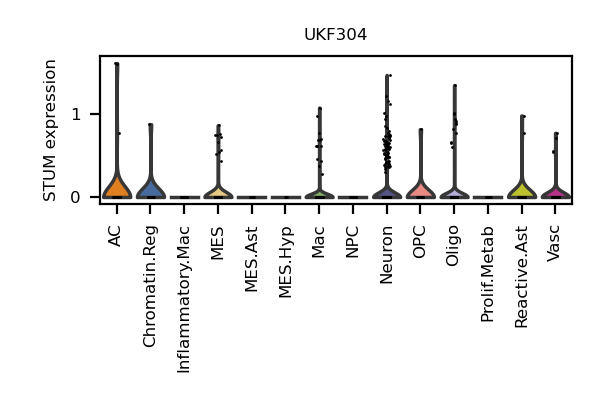 UKF304
STUM expression
1
0
AC
Chromatin.Reg
Inflammatory.Mac
MES
MES.Ast
MES.Hyp
Mac
NPC
Neuron
OPC
Oligo
Prolif.Metab
Reactive.Ast
Vasc